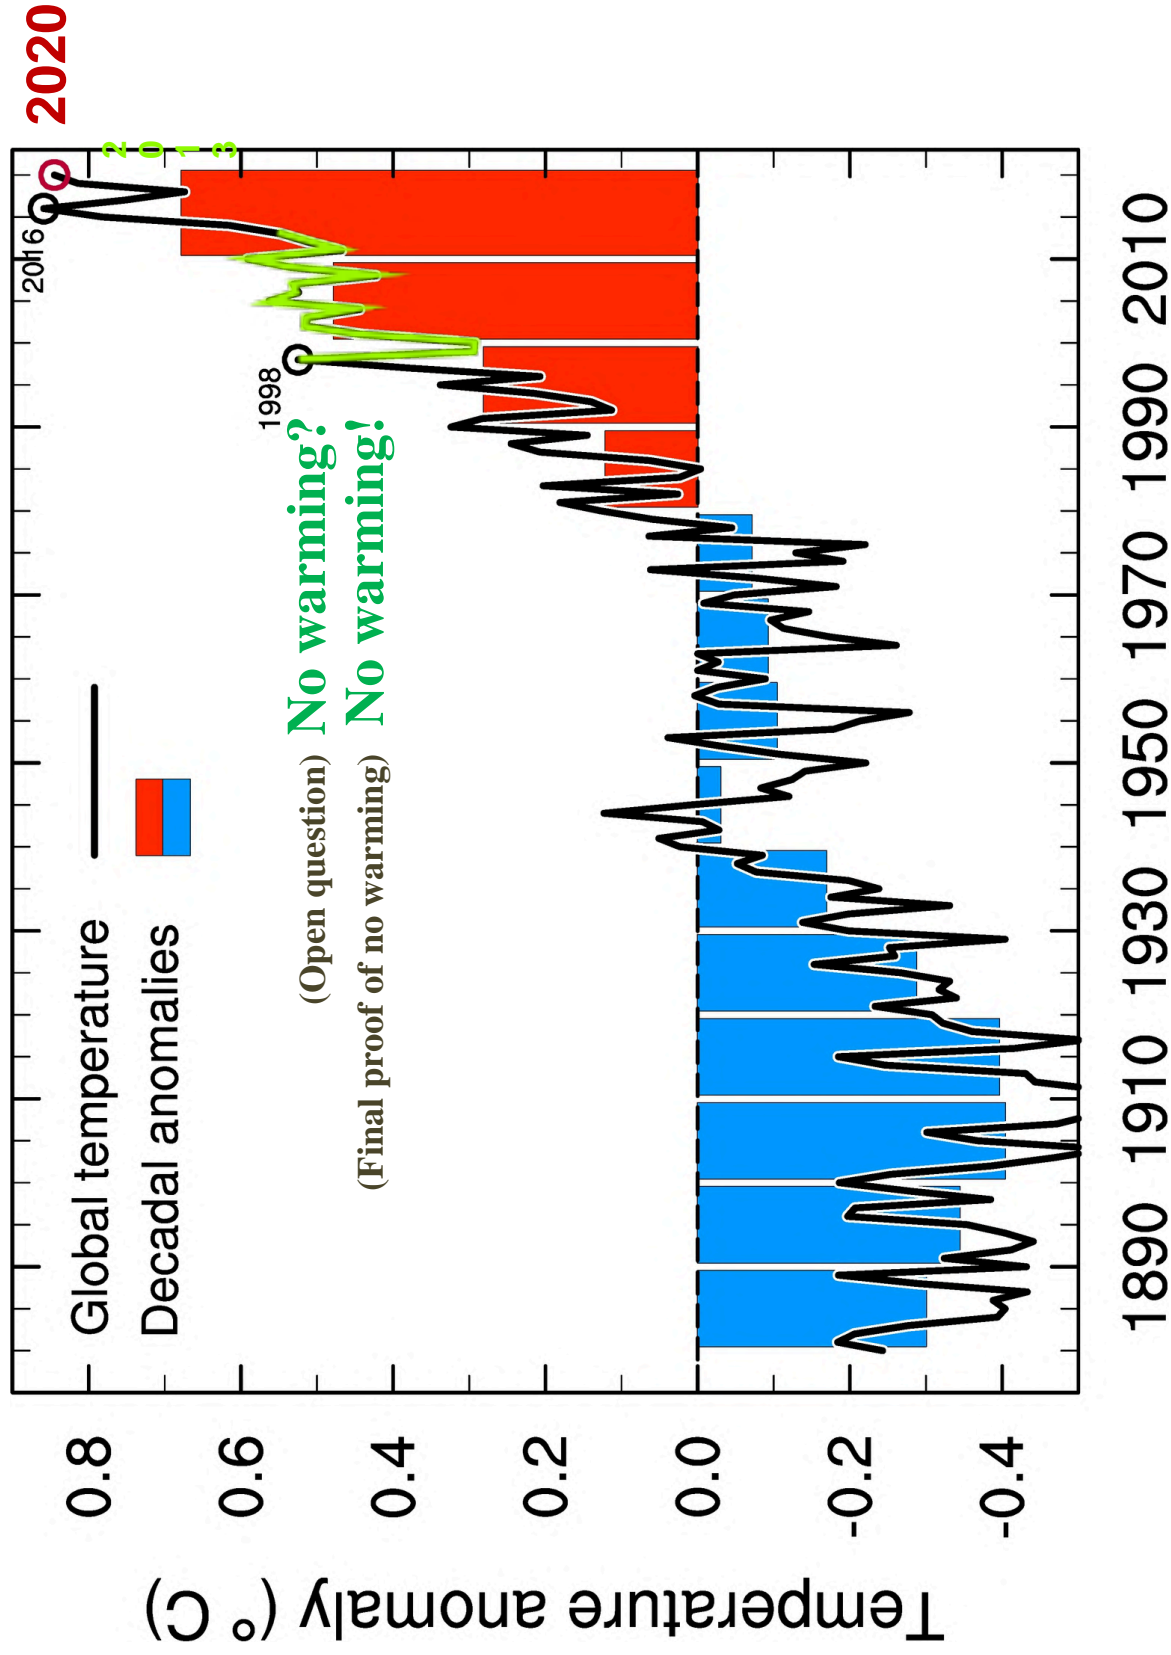 2020
2013
2016
1998
Global temperature
Decadal anomalies
(Open question) No warming?
(Final proof of no warming) No warming!
Temperature anomaly (°C)
0.8
0.6
0.4
0.2
0.0
-0.2
-0.4
1890 1910 1930 1950 1970 1990 2010